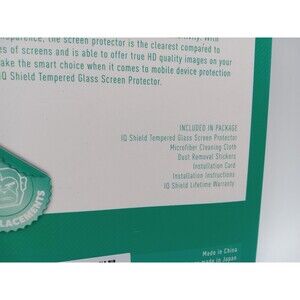 the screen protector is the clearest compared to
es of screens and is able to offer true HD quality images on your
ake the smart choice when it comes to mobile device protection
IQ Shield Tempered Glass Screen Protector.
INCLUDED IN PACKAGE
IQ Shield Tempered Glass Screen Protector
Microfiber Cleaning Cloth
Dust Removal Stickers
Installation Card
Installation Instructions
IQ Shield Lifetime Warranty
LACEMENTS
Made in China
made in Japan